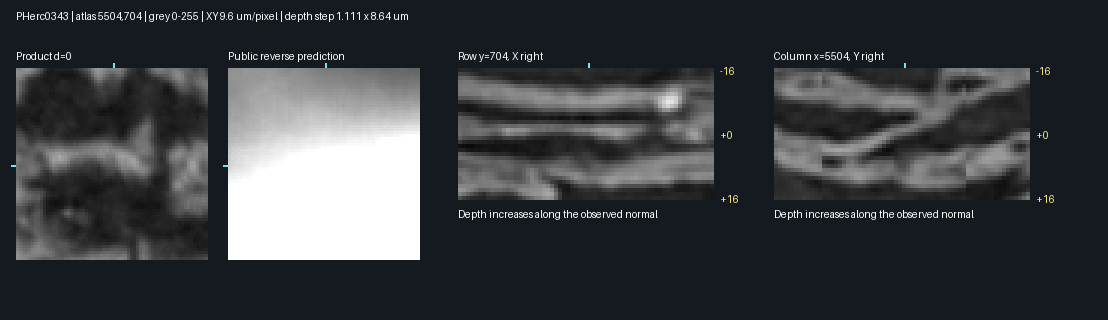 PHerc0343 | atlas 5504,704 | grey 0-255 | XY 9.6 um/pixel | depth step 1.111 x 8.64 um
Product d=0
Public reverse prediction
Row y=704, X right
-16
+0
+16
Depth increases along the observed normal
Column x=5504, Y right
-16
+0
+16
Depth increases along the observed normal